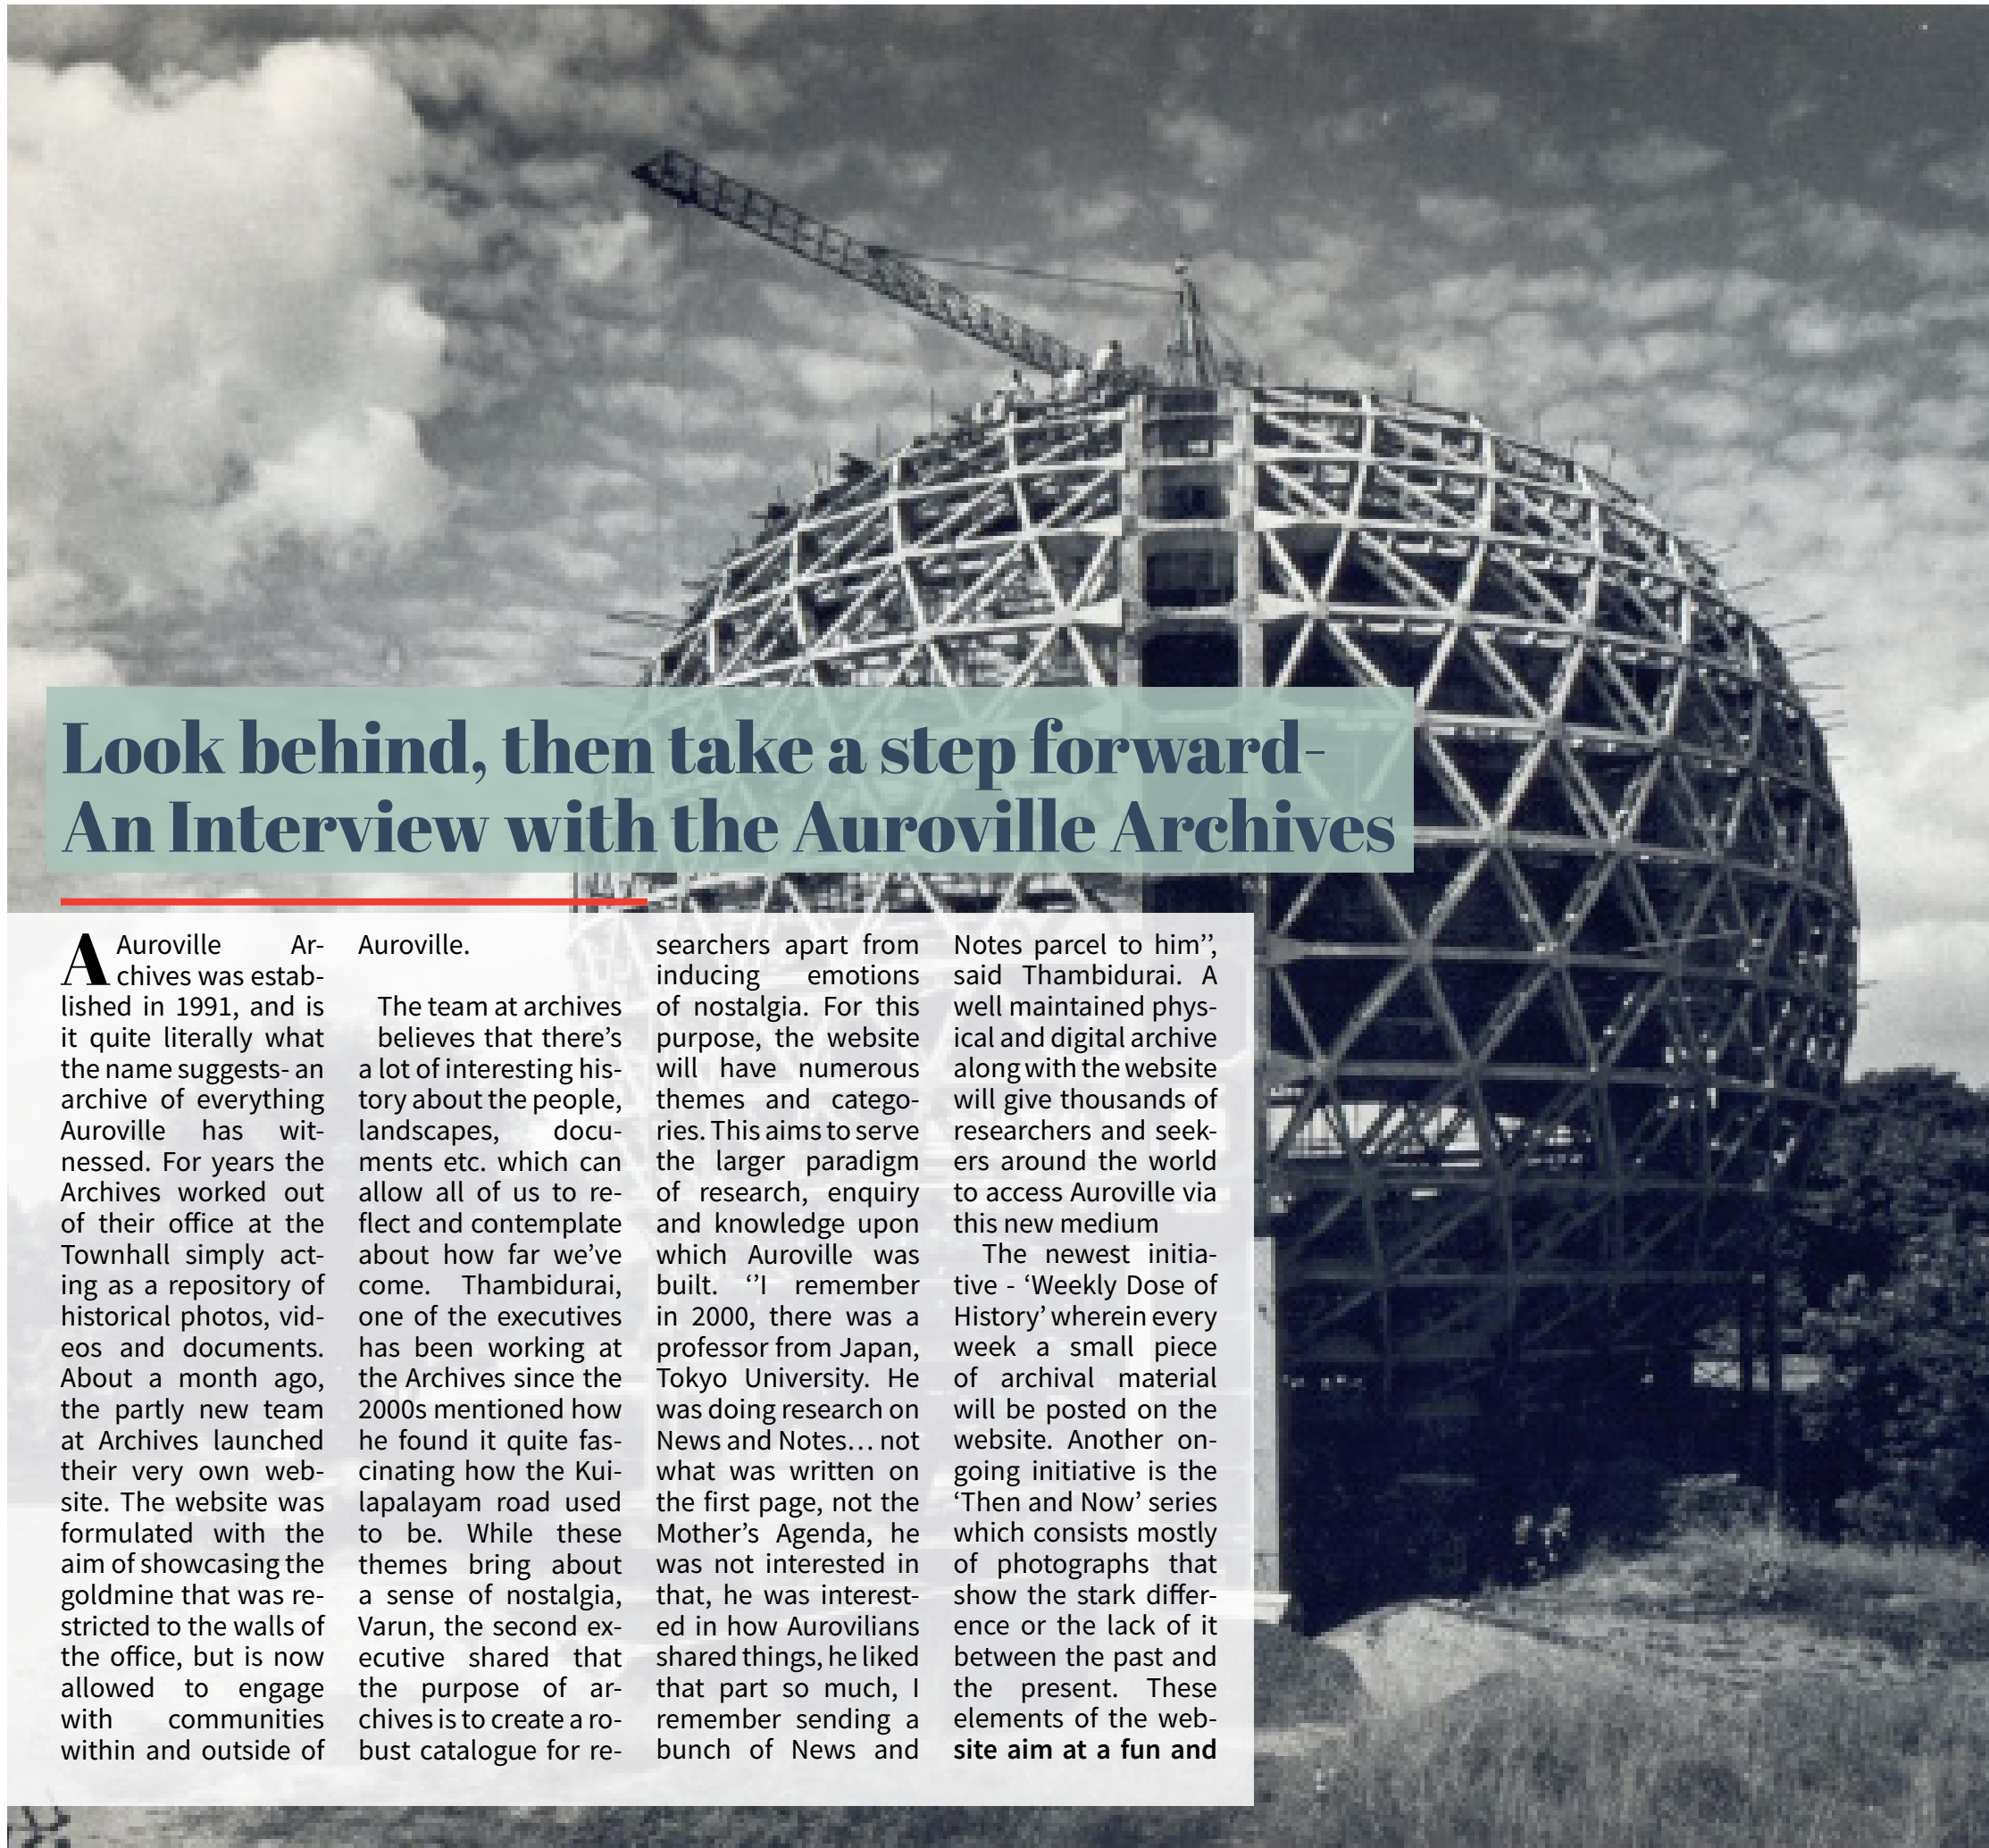 Look behind, then take a step forward-
An Interview with the Auroville Archives
A Auroville Ar-
chives was estab-
lished in 1991, and is
it quite literally what
the name suggests- an
archive of everything
Auroville has wit-
nessed. For years the
Archives worked out
of their office at the
Townhall simply act-
ing as a repository of
historical photos, vid-
eos and documents.
About a month ago,
the partly new team
at Archives launched
their very own web-
site. The website was
formulated with the
aim of showcasing the
goldmine that was re-
stricted to the walls of
the office, but is now
allowed to engage
with communities
within and outside of
Auroville.
The team at archives
believes that there’s
a lot of interesting his-
tory about the people,
landscapes, docu-
ments etc. which can
allow all of us to re-
flect and contemplate
about how far we’ve
come. Thambidurai,
one of the executives
has been working at
the Archives since the
2000s mentioned how
he found it quite fas-
cinating how the Kui-
lapalayam road used
to be. While these
themes bring about
a sense of nostalgia,
Varun, the second ex-
ecutive shared that
the purpose of ar-
chives is to create a ro-
bust catalogue for re-
searchers apart from
inducing emotions
of nostalgia. For this
purpose, the website
will have numerous
themes and catego-
ries. This aims to serve
the larger paradigm
of research, enquiry
and knowledge upon
which Auroville was
built. ‘’I remember
in 2000, there was a
professor from Japan,
Tokyo University. He
was doing research on
News and Notes… not
what was written on
the first page, not the
Mother’s Agenda, he
was not interested in
that, he was interest-
ed in how Aurovilians
shared things, he liked
that part so much, I
remember sending a
bunch of News and
Notes parcel to him’’,
said Thambidurai. A
well maintained phys-
ical and digital archive
along with the website
will give thousands of
researchers and seek-
ers around the world
to access Auroville via
this new medium
The newest initia-
tive - ‘Weekly Dose of
History’ wherein every
week a small piece
of archival material
will be posted on the
website. Another on-
going initiative is the
‘Then and Now’ series
which consists mostly
of photographs that
show the stark differ-
ence or the lack of it
between the past and
the present. These
elements of the web-
site aim at a fun and